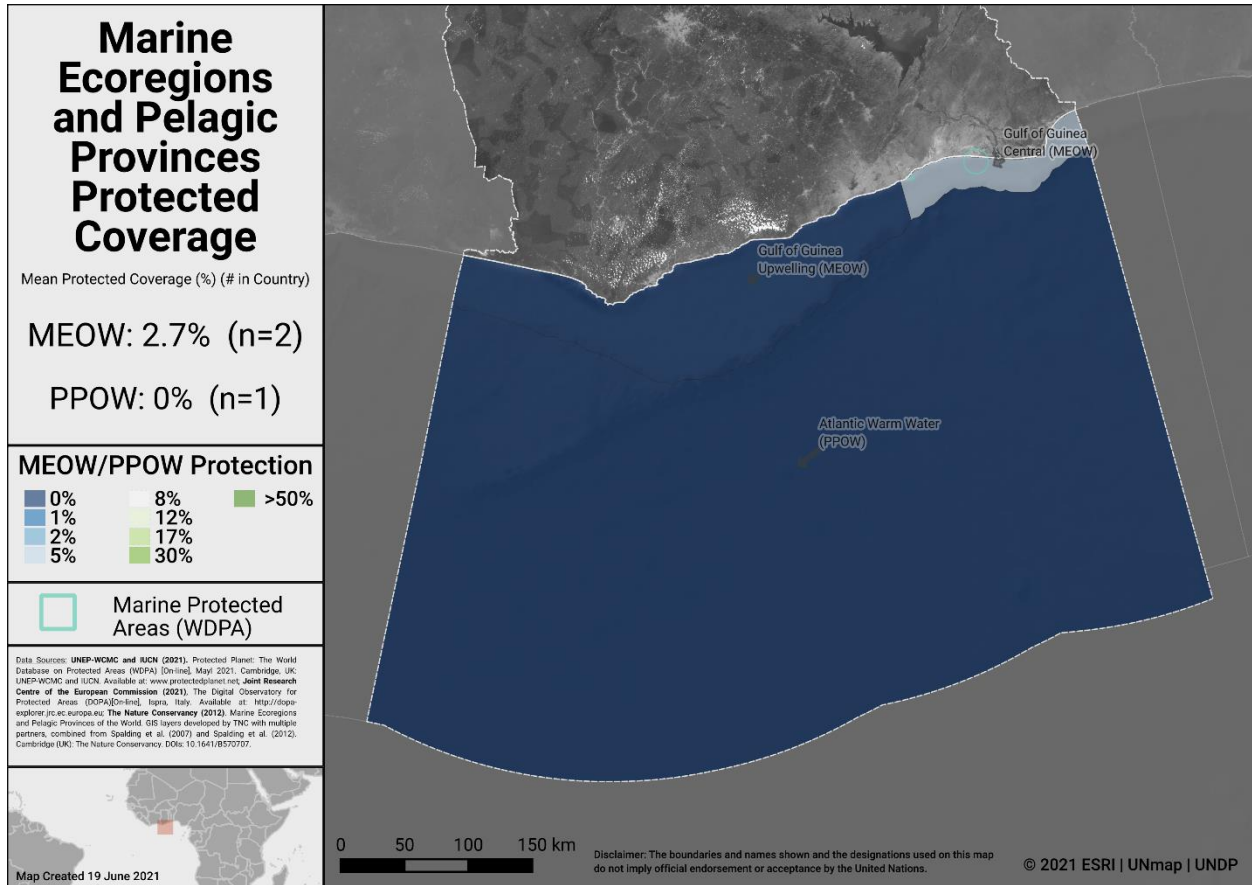 Marine
Ecoregions
and Pelagic
Provinces
Protected
Coverage
Mean Protected Coverage (%) (# in Country)
MEOW: 2.7% (n=2)
PPOW: 0% (n=1)
MEOW/PPOW Protection
0%
1%
2%
5%
8%
12%
17%
30%
>50%
Marine Protected
Areas (WDPA)
Data Sources: UNEP-WCMC and IUCN (2021). Protected Planet: The World
Database on Protected Areas (WDPA) [On-line], Mayl 2021, Cambridge, UK:
UNEP-WCMC and IUCN. Available at: www.protectedplanet.net; Joint Research
Centre of the European Commission (2021), The Digital Observatory for
Protected Areas (DOPA)[On-line], Ispra, Italy. Available at: http://dopa-
explorer.jrc.ec.europa.eu; The Nature Conservancy (2012). Marine Ecoregions
and Pelagic Provinces of the World. GIS layers developed by TNC with multiple
partners, combined from Spalding et al. (2007) and Spalding et al. (2012).
Cambridge (UK): The Nature Conservancy. DOIs: 10.1641/B570707.
Map Created 19 June 2021
Gulf of Guinea
Central (MEOW)
Gulf of Guinea
Upwelling (MEOW)
Atlantic Warm Water
(PPOW)
0 50 100 150 km
Disclaimer: The boundaries and names shown and the designations used on this map
do not imply official endorsement or acceptance by the United Nations.
© 2021 ESRI | UNmap | UNDP